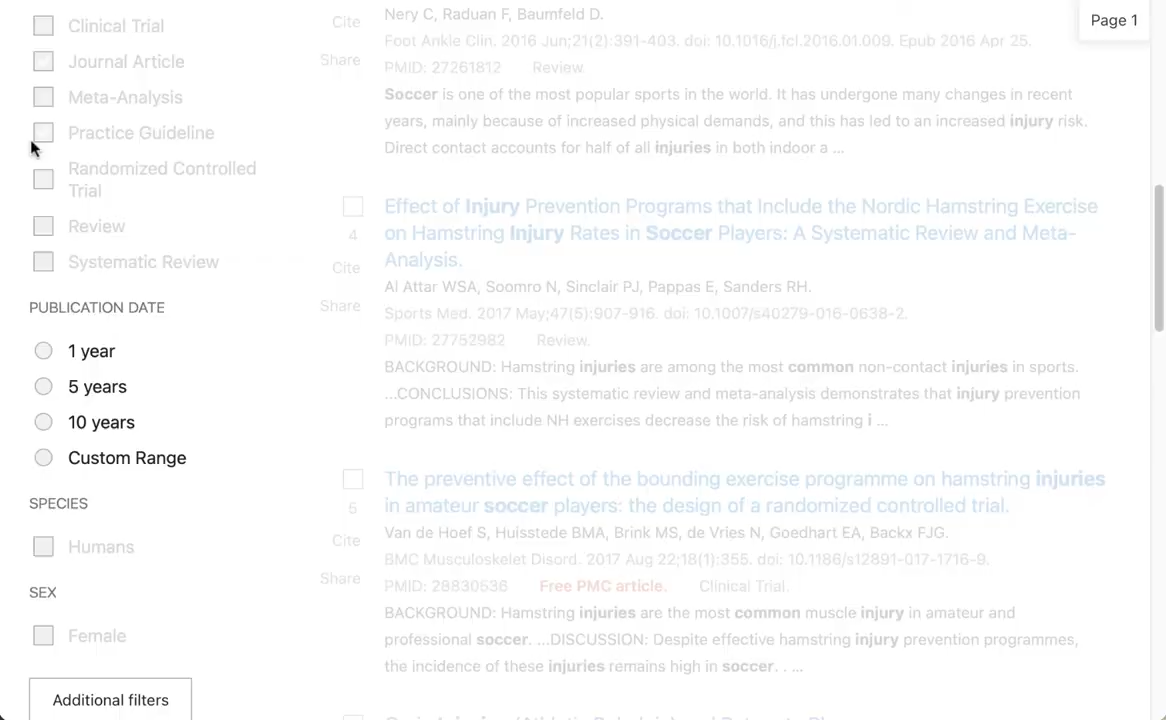 Clinical Trial
Journal Article
Meta-Analysis
Practice Guideline
Randomized Controlled
Trial
Review
Systematic Review
PUBLICATION DATE
1 year
5 years
10 years
Custom Range
SPECIES
Humans
SEX
Female
Additional filters
Page 1
Cite
Share
Nery C, Raduan F, Baumfeld D.
Foot Ankle Clin. 2016 Jun;21(2):391-403. doi: 10.1016/j.fcl.2016.01.009. Epub 2016 Apr 25.
PMID: 27261812 Review.
Soccer is one of the most popular sports in the world. It has undergone many changes in recent
years, mainly because of increased physical demands, and this has led to an increased injury risk.
Direct contact accounts for half of all injuries in both indoor a ...
4
Cite
Share
Effect of Injury Prevention Programs that Include the Nordic Hamstring Exercise
on Hamstring Injury Rates in Soccer Players: A Systematic Review and Meta-
Analysis.
Al Attar WSA, Soomro N, Sinclair PJ, Pappas E, Sanders RH.
Sports Med. 2017 May;47(5):907-916. doi: 10.1007/s40279-016-0638-2.
PMID: 27752982 Review.
BACKGROUND: Hamstring injuries are among the most common non-contact injuries in sports.
...CONCLUSIONS: This systematic review and meta-analysis demonstrates that injury prevention
programs that include NH exercises decrease the risk of hamstring i ...
5
Cite
Share
The preventive effect of the bounding exercise programme on hamstring injuries
in amateur soccer players: the design of a randomized controlled trial.
Van de Hoef S, Huisstede BMA, Brink MS, de Vries N, Goedhart EA, Backx FJG.
BMC Musculoskelet Disord. 2017 Aug 22;18(1):355. doi: 10.1186/s12891-017-1716-9.
PMID: 28830536 Free PMC article. Clinical Trial.
BACKGROUND: Hamstring injuries are the most common muscle injury in amateur and
professional soccer. ...DISCUSSION: Despite effective hamstring injury prevention programmes,
the incidence of these injuries remains high in soccer. . ...